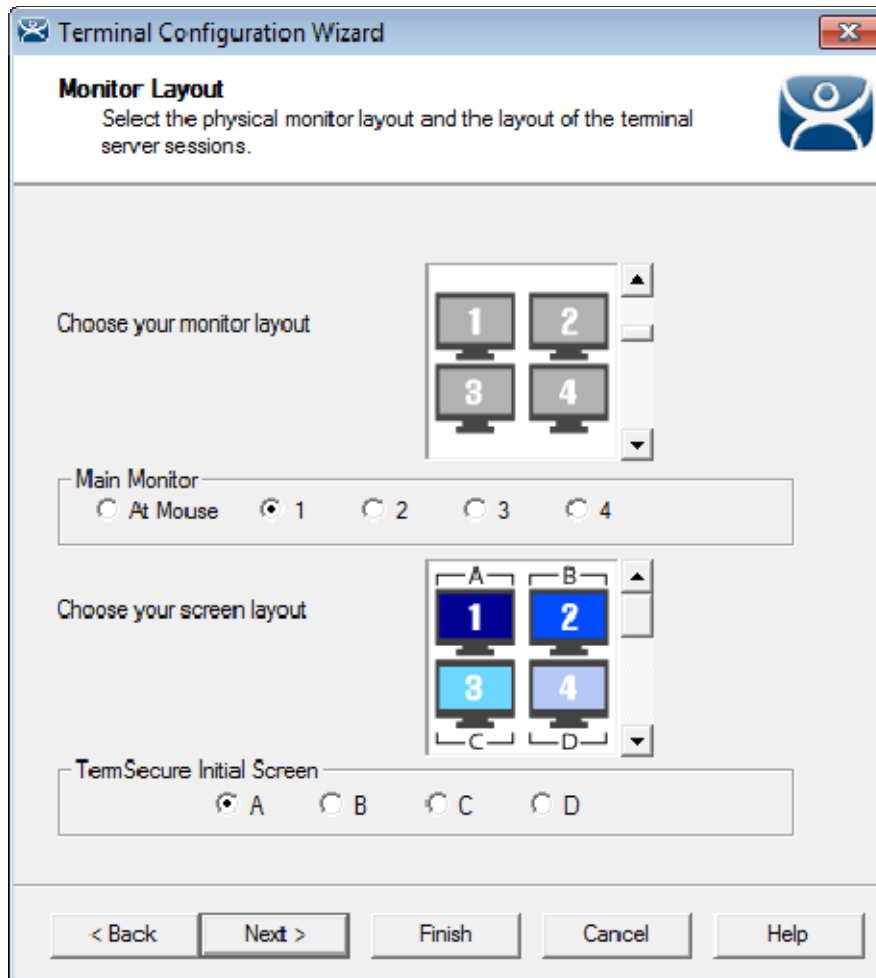 Terminal Configuration Wizard
Monitor Layout
Select the physical monitor layout and the layout of the terminal
server sessions.
Choose your monitor layout
1 2
3 4
Main Monitor
At Mouse 1 2 3 4
Choose your screen layout
A B
1 2
3 4
C D
TermSecure Initial Screen
A B C D
< Back Next > Finish Cancel Help